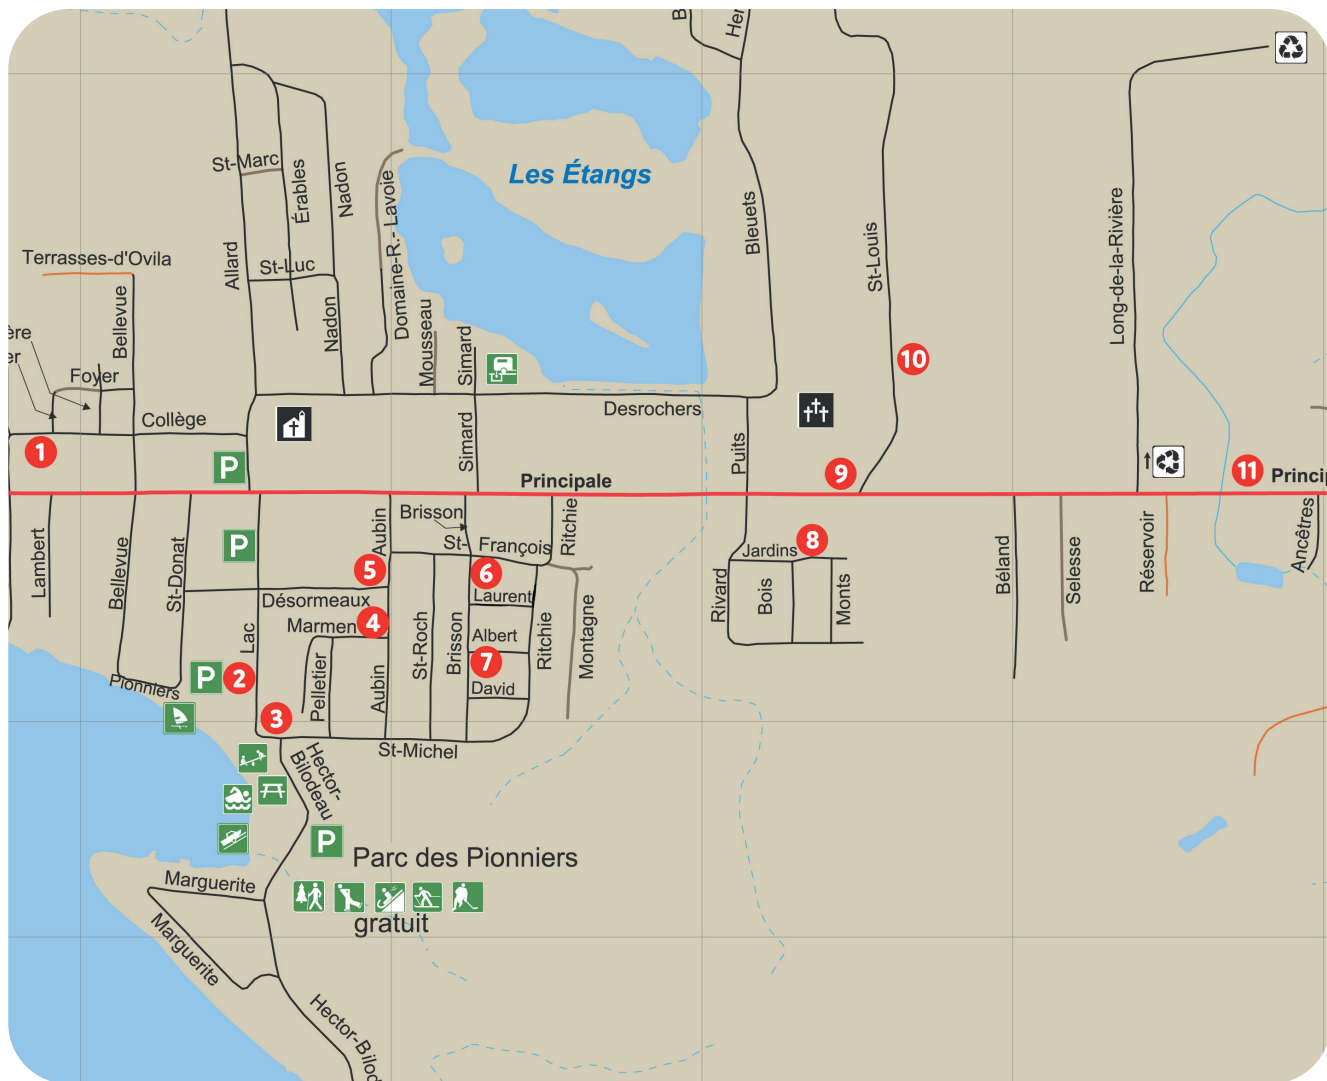 B
Her
Les Étangs
St-Marc
Érables
Nadon
Domaine-R.-Lavoie
Bleuets
St-Louis
Long-de-la-Rivière
Terrasses-d'Ovila
Allard
St-Luc
Bellevue
Nadon
Mousseau
Simard
ère
er
Foyer
10
Collège
Desrochers
Simard
Puits
1
P
9
11
Principale
Princip
Lambert
Bellevue
St-Donat
P
Aubin
Brisson
St-
François
Ritchie
Jardins
8
Béland
Selesse
Réservoir
Ancêtres
5
6
Désormeaux
Laurent
Rivard
Bois
Monts
Marmen
4
Lac
St-Roch
Brisson
Albert
Ritchie
Montagne
P
2
Pelletier
Aubin
7
David
Pionniers
3
St-Michel
Hector-
Bilodeau
P
Parc des Pionniers
gratuit
Marguerite
Marguerite
Hector-Bilod